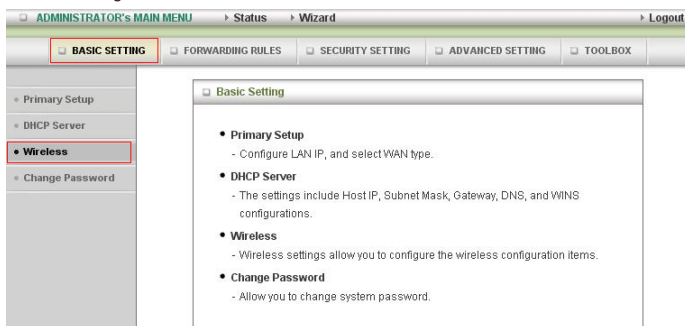 ADMINISTRATOR's MAIN MENU Status Wizard Logout
BASIC SETTING FORWARDING RULES SECURITY SETTING ADVANCED SETTING TOOLBOX
Primary Setup
DHCP Server
Wireless
Change Password
Basic Setting
Primary Setup
- Configure LAN IP, and select WAN type.
DHCP Server
- The settings include Host IP, Subnet Mask, Gateway, DNS, and WINS
configurations.
Wireless
- Wireless settings allow you to configure the wireless configuration items.
Change Password
- Allow you to change system password.